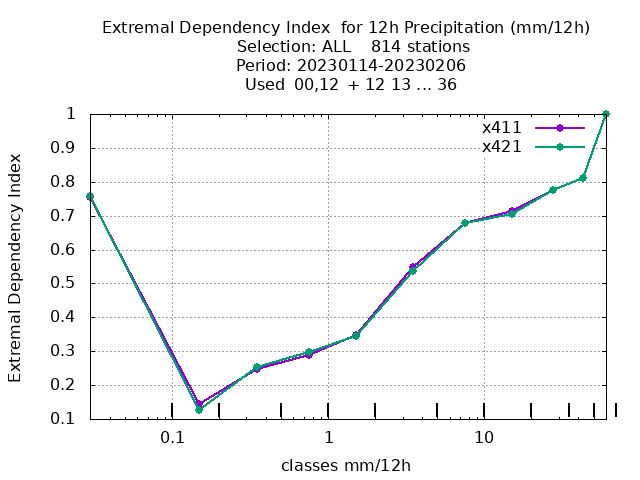 Extremal Dependency Index  for 12h Precipitation (mm/12h)
Selection: ALL    814 stations
Period: 20230114-20230206
Used  00,12  + 12 13 ... 36
x411
x421
1
0.9
0.8
0.7
0.6
0.5
0.4
0.3
0.2
0.1
Extremal Dependency Index
0.1 1 10
classes mm/12h